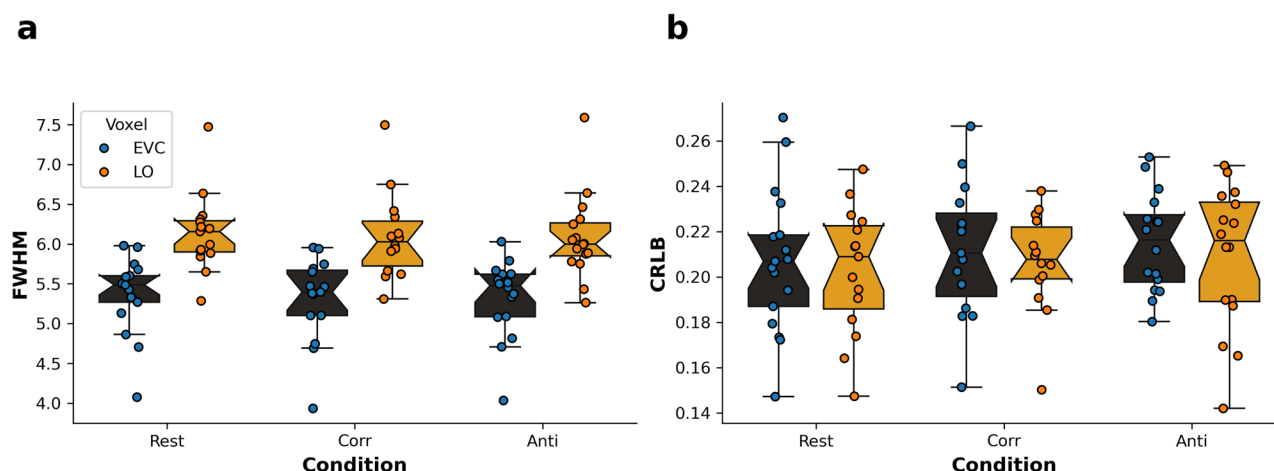 a
FWHM
7.5
7.0
6.5
6.0
5.5
5.0
4.5
4.0
Voxel
EVC
LO
Rest
Corr
Anti
Condition
b
CRLB
0.26
0.24
0.22
0.20
0.18
0.16
0.14
Rest
Corr
Anti
Condition